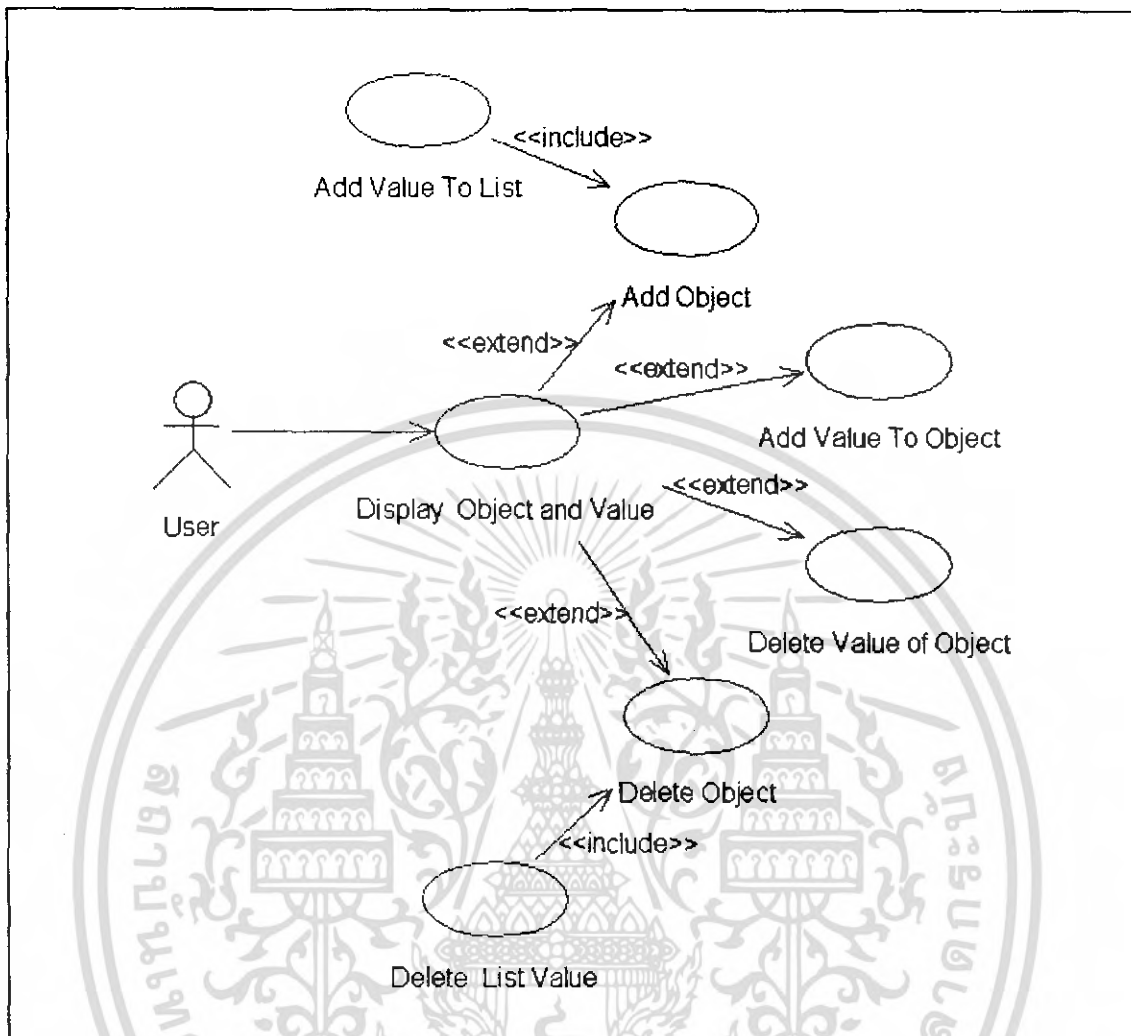 <<include>>
Add Value To List
Add Object
<<extend>>
<<extend>>
Add Value To Object
User
Display Object and Value
<<extend>>
Delete Value of Object
<<extend>>
Delete Object
<<include>>
Delete List Value